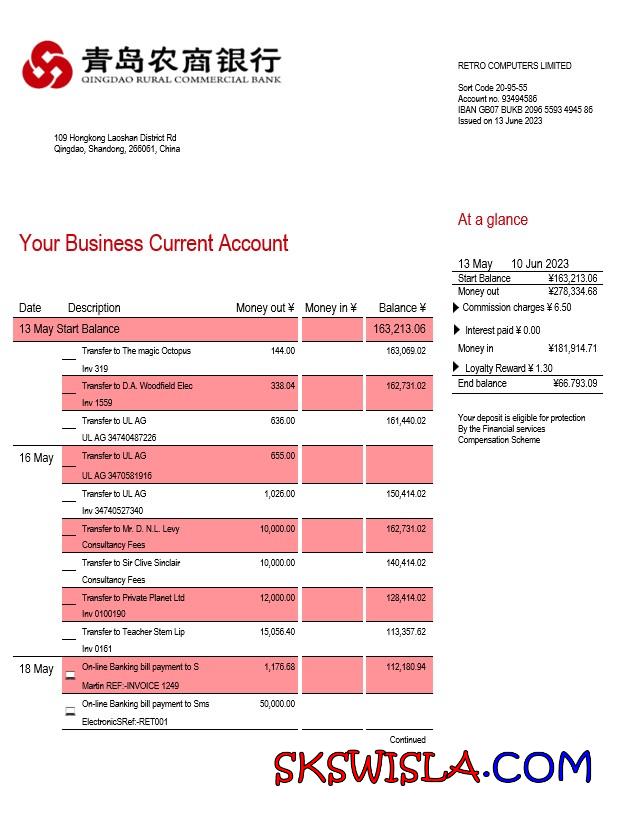 青岛农商银行
QINGDAO RURAL COMMERCIAL BANK
RETRO COMPUTERS LIMITED
Sort Code 20-95-55
Account no. 93494586
IBAN GB07 BUKB 2096 5593 4945 86
Issued on 13 June 2023
109 Hongkong Laoshan District Rd
Qingdao, Shandong, 266061, China
At a glance
Your Business Current Account
13 May 10 Jun 2023
Start Balance ¥163,213.06
Money out ¥278,334.68
Commission charges ¥ 6.50
Interest paid ¥ 0.00
Money in ¥181,914.71
Loyalty Reward ¥ 1.30
End balance ¥66.793.09
Your deposit is eligible for protection
By the Financial services
Compensation Scheme
Date Description Money out ¥ Money in ¥ Balance ¥
13 May Start Balance 163,213.06
Transfer to The magic Octopus 144.00 163,069.02
Inv 319
Transfer to D.A. Woodfield Elec 338.04 162,731.02
Inv 1559
Transfer to UL AG 636.00 161,440.02
UL AG 34740487226
16 May Transfer to UL AG 655.00
UL AG 3470581916
Transfer to UL AG 1,026.00 150,414.02
Inv 34740527340
Transfer to Mr. D. N.L. Levy 10,000.00 162,731.02
Consultancy Fees
Transfer to Sir Clive Sinclair 10,000.00 140,414.02
Consultancy Fees
Transfer to Private Planet Ltd 12,000.00 128,414.02
Inv 0100190
Transfer to Teacher Stem Lip 15,056.40 113,357.62
Inv 0161
18 May On-line Banking bill payment to S 1,176.68 112,180.94
Martin REF:-INVOICE 1249
On-line Banking bill payment to Sms 50,000.00
ElectronicSRef:-RET001
Continued
SKSWISLA.COM